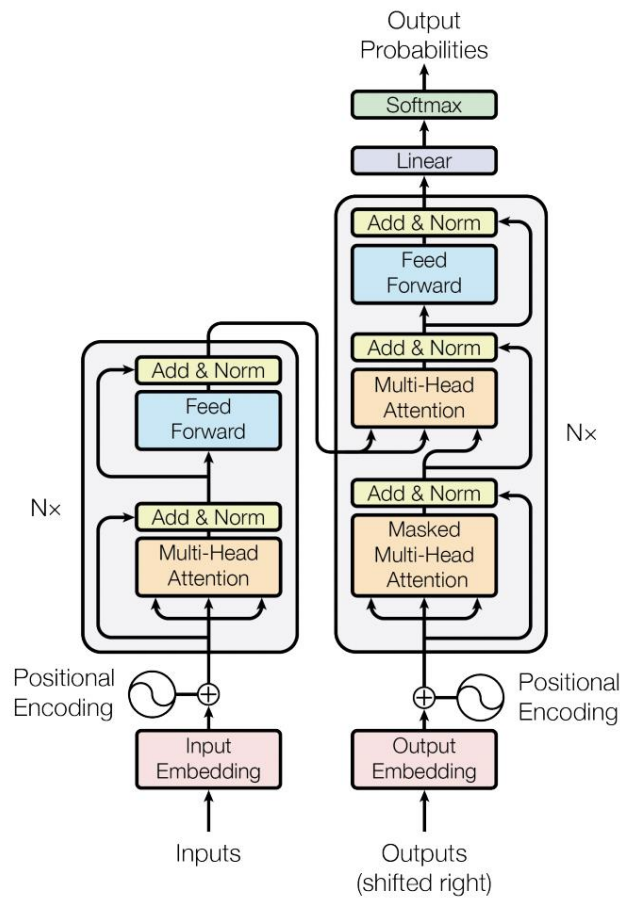 Output
Probabilities
Softmax
Linear
Add & Norm
Feed
Forward
Add & Norm
Multi-Head
Attention
Add & Norm
Masked
Multi-Head
Attention
Nx
Positional
Encoding
Output
Embedding
Outputs
(shifted right)
Add & Norm
Feed
Forward
Add & Norm
Multi-Head
Attention
Nx
Positional
Encoding
Input
Embedding
Inputs